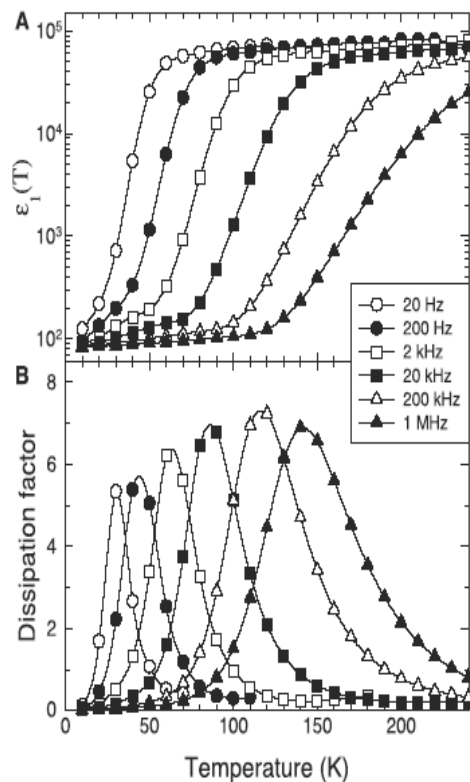 A
10⁵
10⁴
10³
10²
ε₁(T)
20 Hz
200 Hz
2 kHz
20 kHz
200 kHz
1 MHz
B
8
6
4
2
0
Dissipation factor
0 50 100 150 200
Temperature (K)